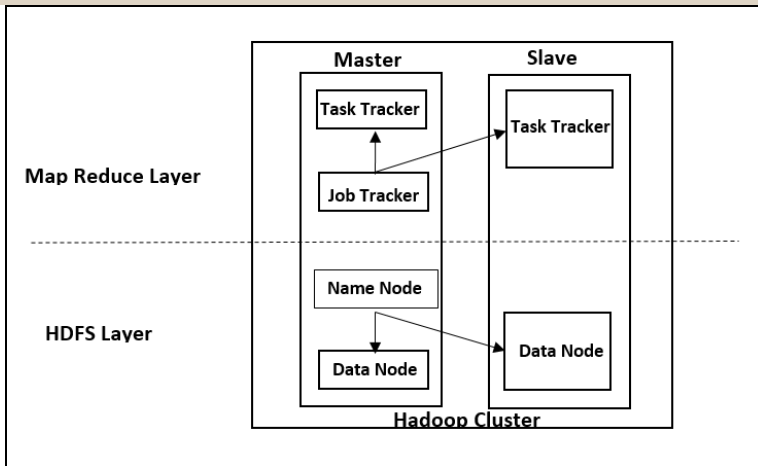 Master
Slave
Task Tracker
Task Tracker
Map Reduce Layer
Job Tracker
Name Node
HDFS Layer
Data Node
Data Node
Hadoop Cluster